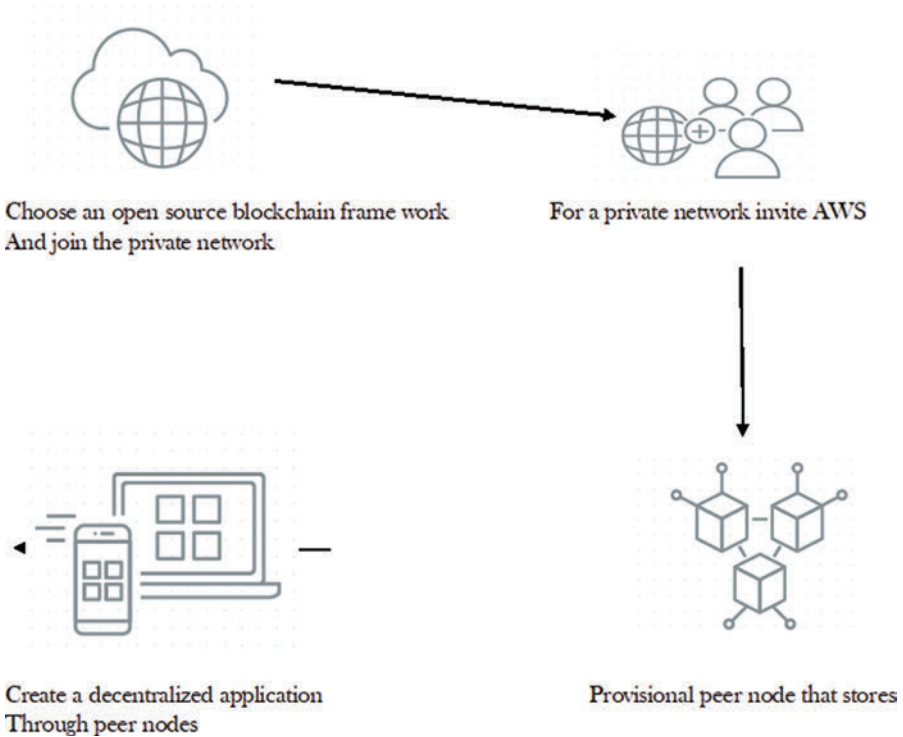 Choose an open source blockchain frame work
And join the private network
For a private network invite AWS
Create a decentralized application
Through peer nodes
Provisional peer node that stores